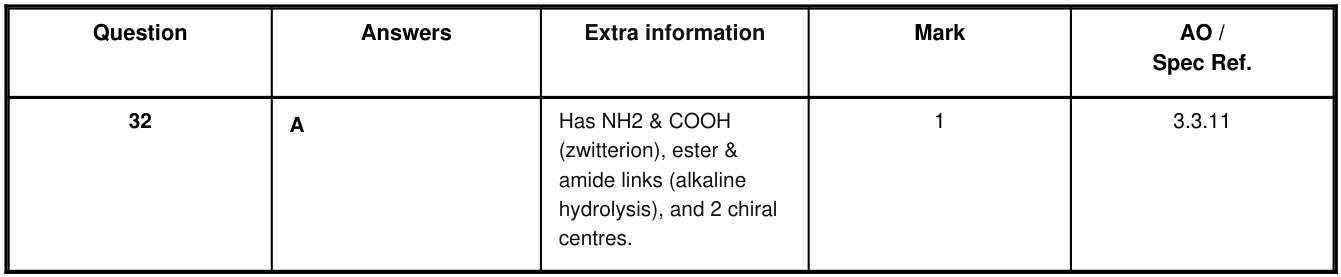 Question Answers Extra information Mark AO /
Spec Ref.
32 A Has NH2 & COOH 1 3.3.11
(zwitterion), ester &
amide links (alkaline
hydrolysis), and 2 chiral
centres.